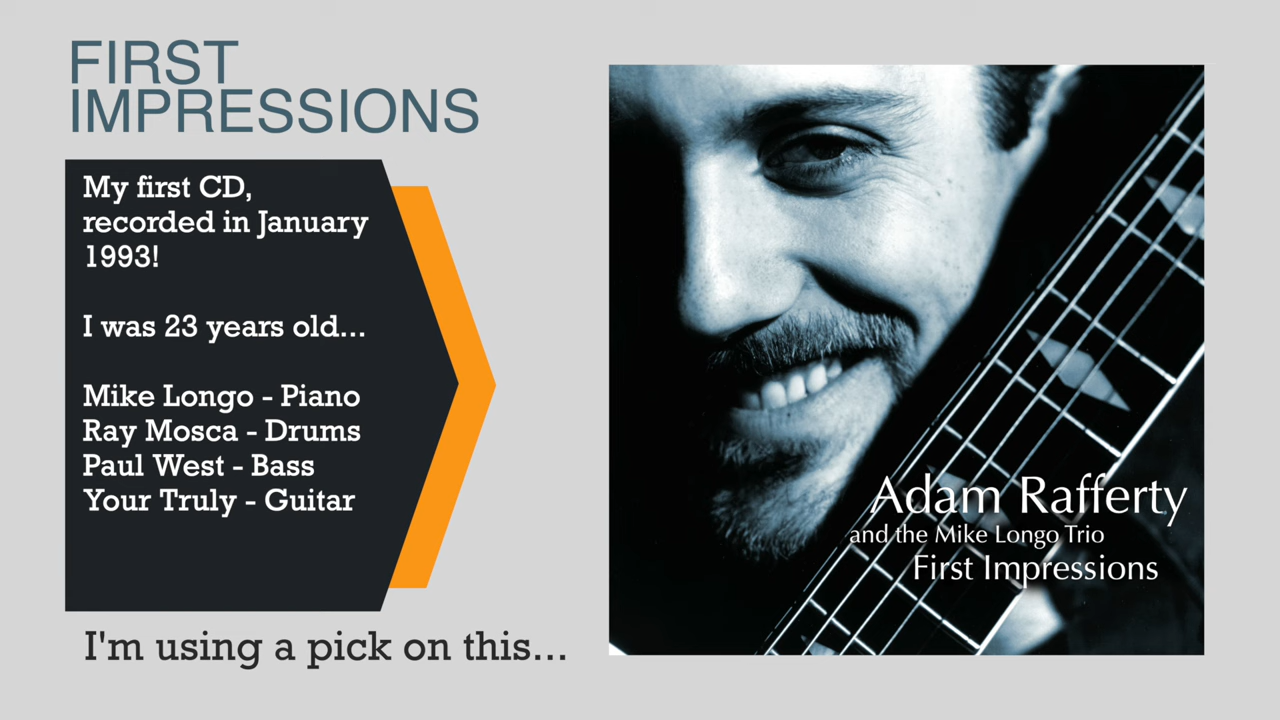 FIRST
IMPRESSIONS
My first CD,
recorded in January
1993!
I was 23 years old...
Mike Longo - Piano
Ray Mosca - Drums
Paul West - Bass
Your Truly - Guitar
I'm using a pick on this...
Adam Rafferty
and the Mike Longo Trio
First Impressions